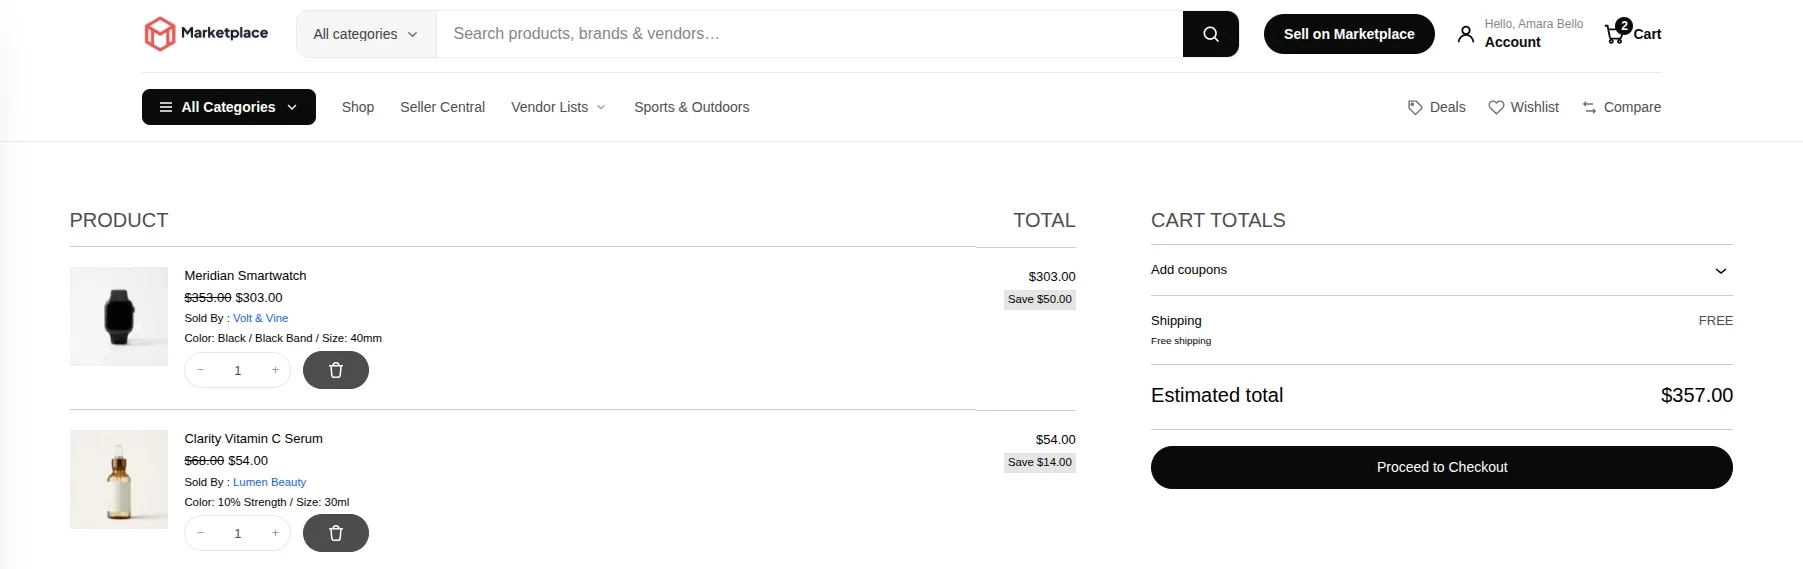 Marketplace
All categories
Search products, brands & vendors…
Sell on Marketplace
Hello, Amara Bello
Account
2
Cart
All Categories
Shop
Seller Central
Vendor Lists
Sports & Outdoors
Deals
Wishlist
Compare
PRODUCT
TOTAL
Meridian Smartwatch
$303.00
$353.00 $303.00
Save $50.00
Sold By : Volt & Vine
Color: Black / Black Band / Size: 40mm
− 1 +
Clarity Vitamin C Serum
$54.00
$68.00 $54.00
Save $14.00
Sold By : Lumen Beauty
Color: 10% Strength / Size: 30ml
− 1 +
CART TOTALS
Add coupons
Shipping
FREE
Free shipping
Estimated total
$357.00
Proceed to Checkout